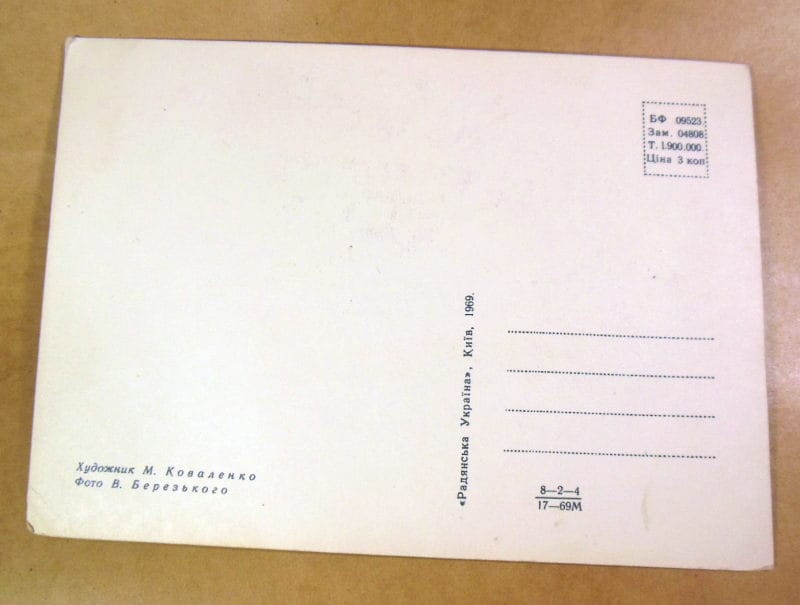 БФ 09523.
Зам. 04808
Т. 1.900.000.
Ціна 3 коп
«Радянська Україна», Київ, 1969.
Художник М. Коваленко
Фото В. Березького
8—2—4
17—69М